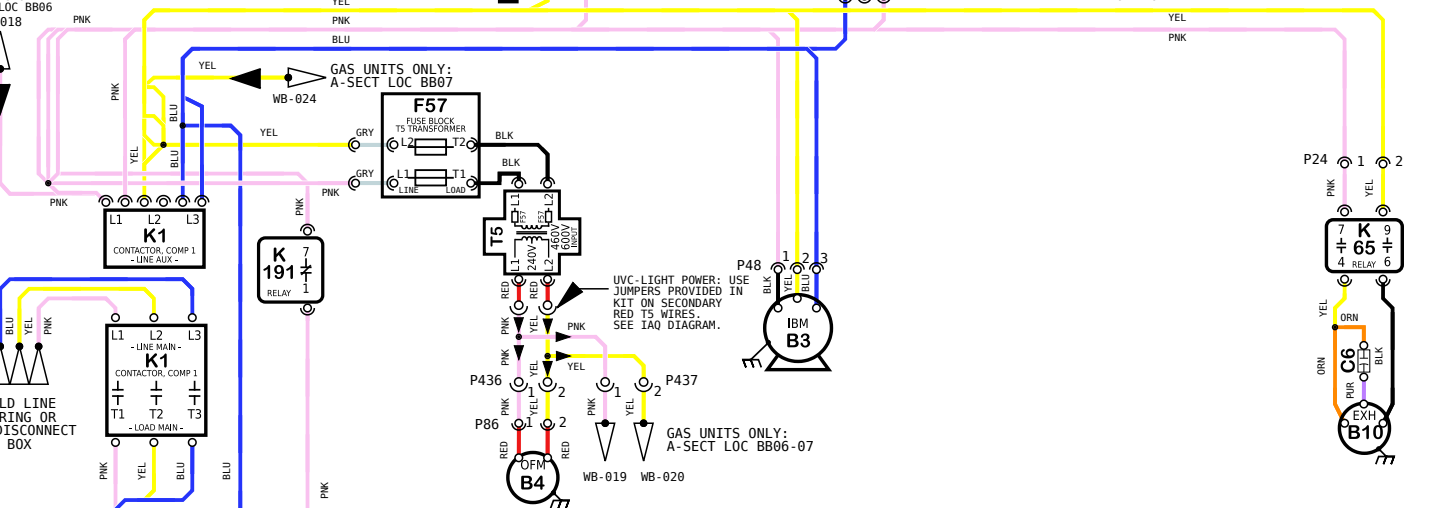 LOC BB06
018
PNK
YEL
PNK
BLU
YEL
PNK
YEL
PNK
BLU
YEL
WB-024
GAS UNITS ONLY:
A-SECT LOC BB07
YEL
BLU
YEL
GRY
GRY
PNK
PNK
F57
FUSE BLOCK
T5 TRANSFORMER
L2
T2
L1
T1
LINE
LOAD
BLK
BLK
PNK
L1
L2
L3
K1
CONTACTOR, COMP 1
- LINE AUX -
K
191
7
1
RELAY
PNK
L1
L2
F57
F57
T5
460V
600V
INPUT
240V
L1
L2
RED
RED
UVC-LIGHT POWER: USE
JUMPERS PROVIDED IN
KIT ON SECONDARY
RED T5 WIRES.
SEE IAQ DIAGRAM.
PNK
YEL
PNK
YEL
PNK
YEL
P436
1
2
1
2
P437
PNK
YEL
PNK
YEL
P86
1
2
RED
RED
OFM
B4
WB-019
WB-020
GAS UNITS ONLY:
A-SECT LOC BB06-07
P48
1
2
3
BLK
YEL
BLU
IBM
B3
P24
1
2
PNK
YEL
7
9
K
65
4
6
RELAY
YEL
ORN
ORN
C6
BLK
PUR
EXH
B10
BLU
YEL
PNK
L1
L2
L3
- LINE MAIN -
K1
CONTACTOR, COMP 1
T1
T2
T3
- LOAD MAIN -
LD LINE
RING OR
DISCONNECT
BOX
PNK
YEL
BLU
BLU
PNK